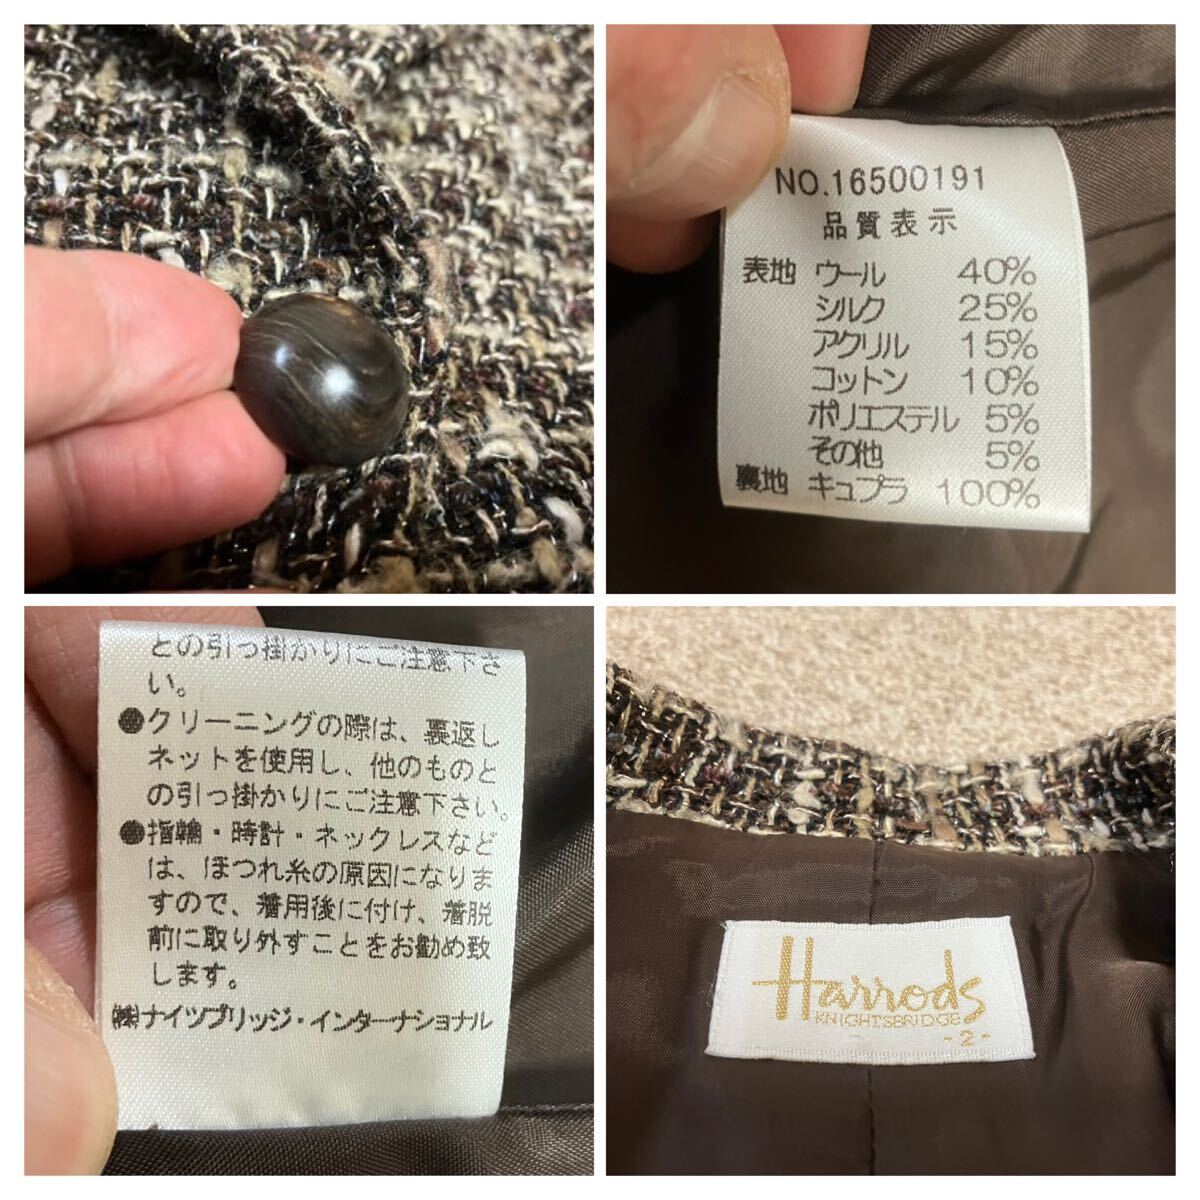 NO.16500191
品質表示
表地 ウール 40%
シルク 25%
アクリル 15%
コットン 10%
ポリエステル 5%
その他 5%
裏地 キュプラ 100%
との引っ掛かりにご注意下さ
い。
●クリーニングの際は、裏返し
ネットを使用し、他のものと
の引っ掛かりにご注意下さい。
●指輪・時計・ネックレスなど
は、ほつれ糸の原因になりま
すので、着用後に付け、着脱
前に取り外すことをお勧め致
します。
㈱ナイツブリッジ・インターナショナル
Harrods
KNIGHTSBRIDGE
-2-